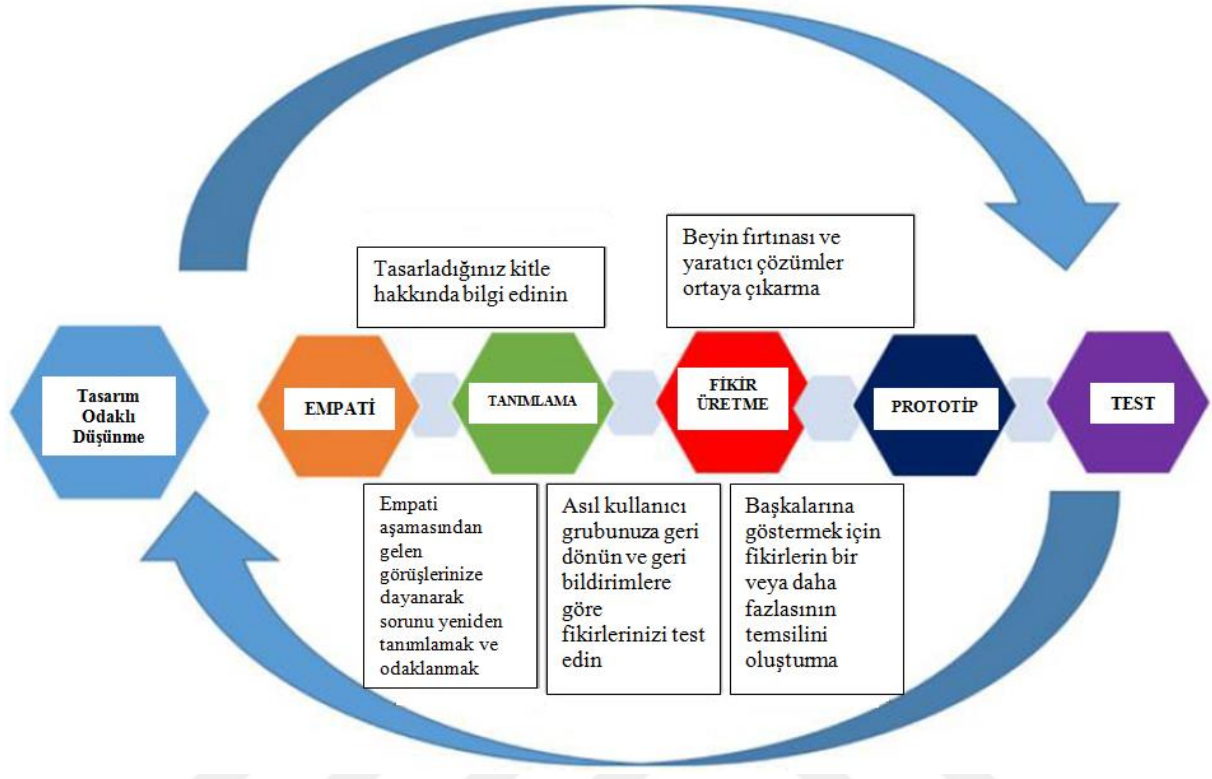 Tasarladığınız kitle
hakkında bilgi edinin
Beyin fırtınası ve
yaratıcı çözümler
ortaya çıkarma
Tasarım
Odaklı
Düşünme
EMPATİ
TANIMLAMA
FİKİR
ÜRETME
PROTOTİP
TEST
Empati
aşamasından
gelen
görüşlerinize
dayanarak
sorunu yeniden
tanımlamak ve
odaklanmak
Asıl kullanıcı
grubunuza geri
dönün ve geri
bildirimlere
göre
fikirlerinizi test
edin
Başkalarına
göstermek için
fikirlerin bir
veya daha
fazlasının
temsilini
oluşturma